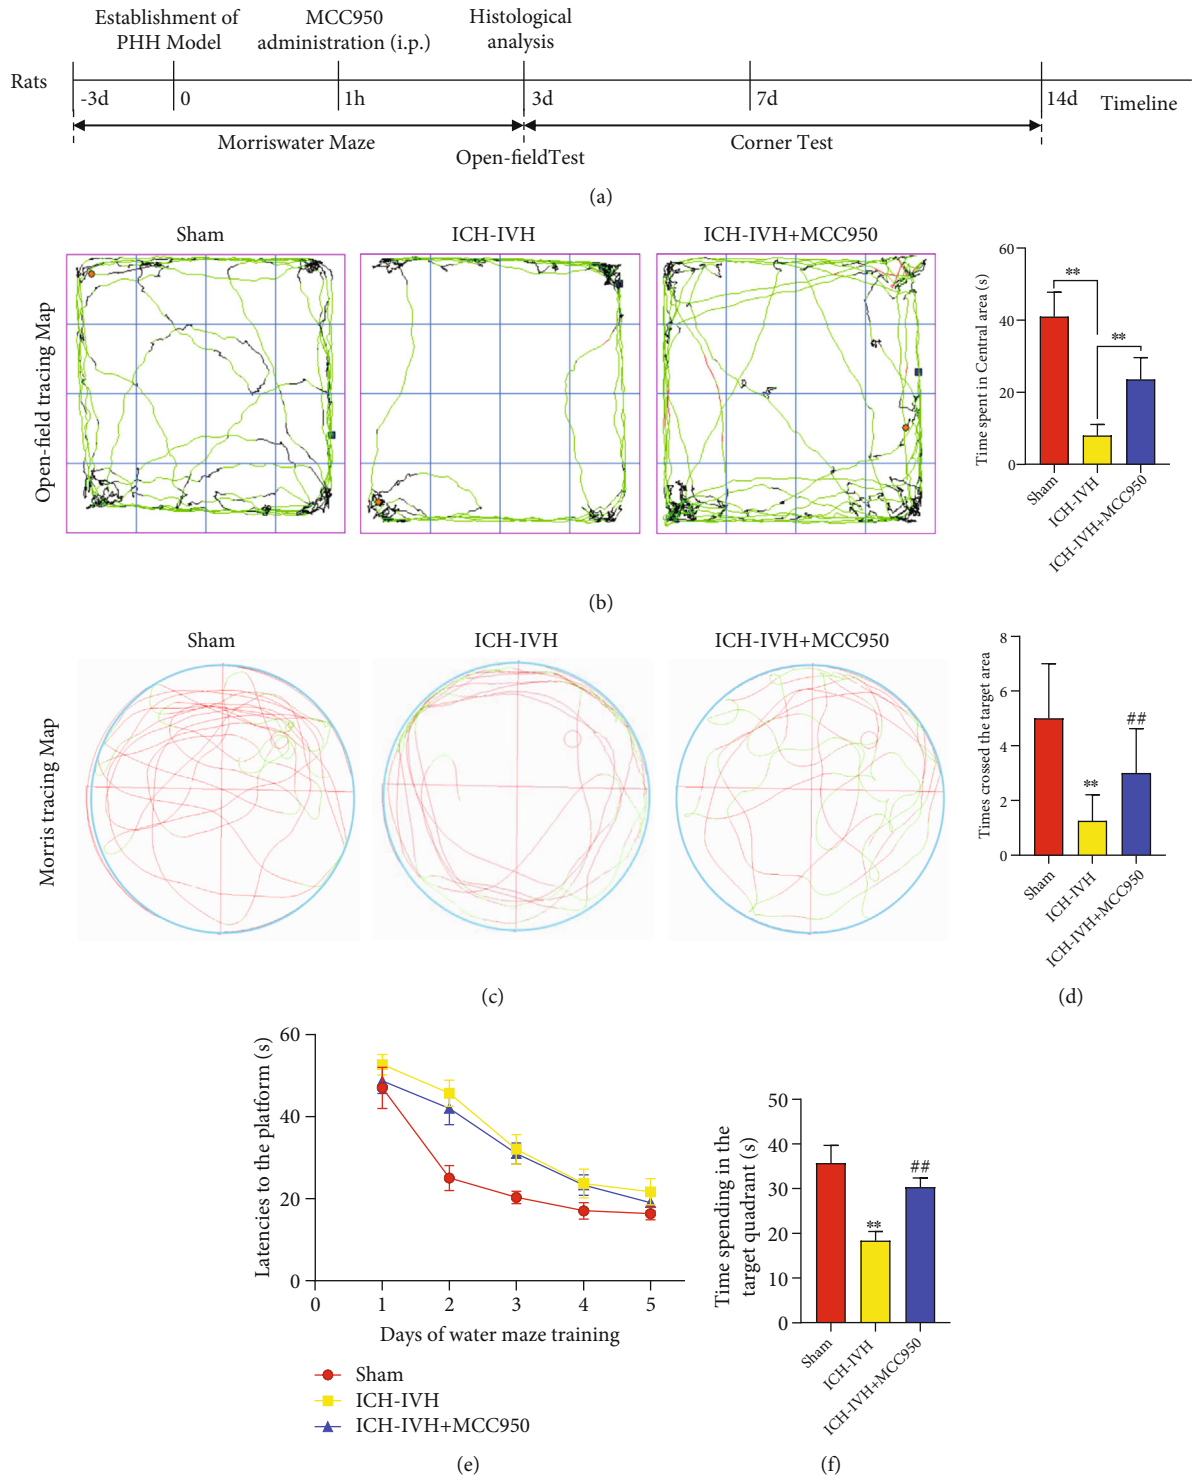 Establishment of
PHH Model
MCC950
administration (i.p.)
Histological
analysis
Rats
-3d
0
1h
3d
7d
14d
Timeline
Morriswater Maze
Open-fieldTest
Corner Test
(a)
Open-field tracing Map
Sham
ICH-IVH
ICH-IVH+MCC950
Time spent in Central area (s)
60
40
20
0
**
**
Sham
ICH-IVH
ICH-IVH+MCC950
(b)
Morris tracing Map
Sham
ICH-IVH
ICH-IVH+MCC950
(c)
Times crossed the target area
8
6
4
2
0
**
##
Sham
ICH-IVH
ICH-IVH+MCC950
(d)
Latencies to the platform (s)
60
40
20
0
0
1
2
3
4
5
Days of water maze training
Sham
ICH-IVH
ICH-IVH+MCC950
(e)
Time spending in the
target quadrant (s)
50
40
30
20
10
0
**
##
Sham
ICH-IVH
ICH-IVH+MCC950
(f)